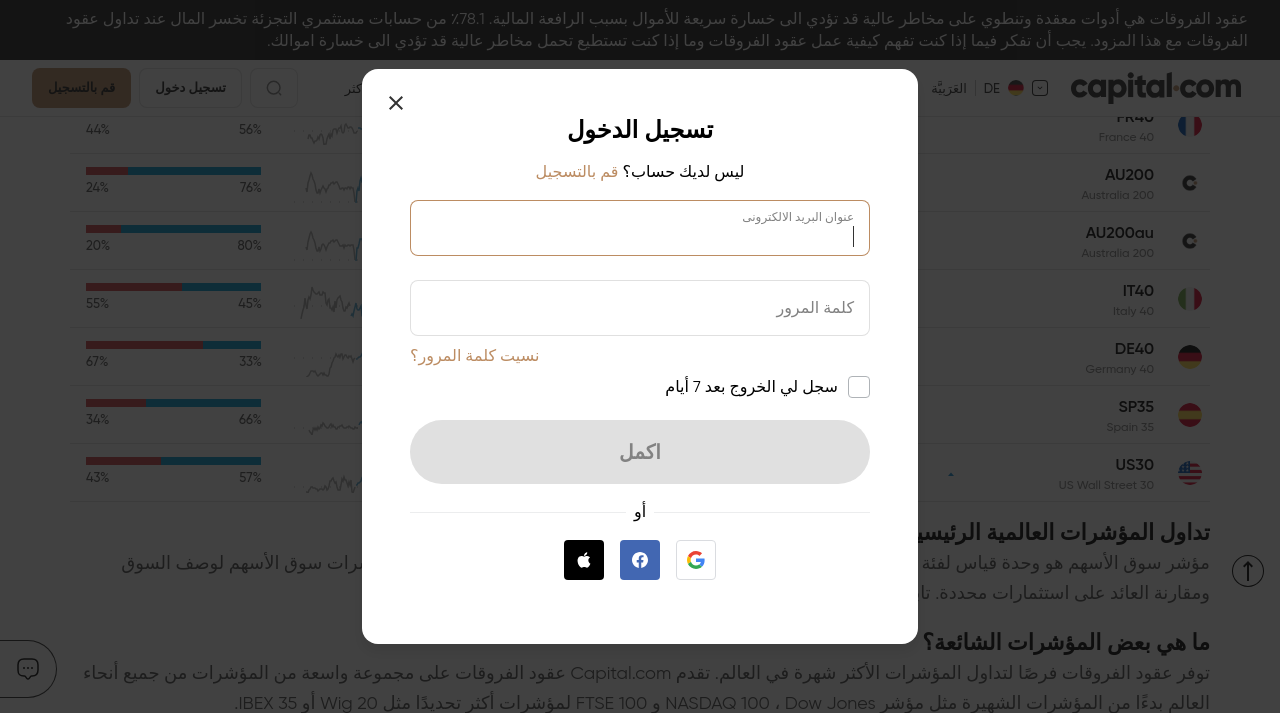 عقود الفروقات هي أدوات معقدة وتنطوي على مخاطر عالية قد تؤدي الى خسارة سريعة للأموال بسبب الرافعة المالية. 78.1٪ من حسابات مستثمري التجزئة تخسر المال عند تداول عقود
الفروقات مع هذا المزود. يجب أن تفكر فيما إذا كنت تفهم كيفية عمل عقود الفروقات وما إذا كنت تستطيع تحمل مخاطر عالية قد تؤدي الى خسارة اموالك.
capital.com
DE
العَرَبِيَّة
تسجيل دخول
قم بالتسجيل
FR40
France 40
56%
44%
AU200
Australia 200
76%
24%
AU200au
Australia 200
80%
20%
IT40
Italy 40
45%
55%
DE40
Germany 40
33%
67%
SP35
Spain 35
66%
34%
US30
US Wall Street 30
57%
43%
تسجيل الدخول
ليس لديك حساب؟ قم بالتسجيل
عنوان البريد الالكترونى
كلمة المرور
نسيت كلمة المرور؟
سجل لي الخروج بعد 7 أيام
اكمل
أو
تداول المؤشرات العالمية
مؤشر سوق الأسهم هو وحدة قياس لفئة
سوق الأسهم لوصف السوق
ومقارنة العائد على استثمارات محددة.
ما هي بعض المؤشرات الشائعة؟
توفر عقود الفروقات فرصًا لتداول المؤشرات الأكثر شهرة في العالم. تقدم Capital.com عقود الفروقات على مجموعة واسعة من المؤشرات من جميع أنحاء
العالم بدءًا من المؤشرات الشهيرة مثل مؤشر NASDAQ 100 ، Dow Jones و FTSE 100 لمؤشرات أكثر تحديدًا مثل Wig 20 أو IBEX 35.